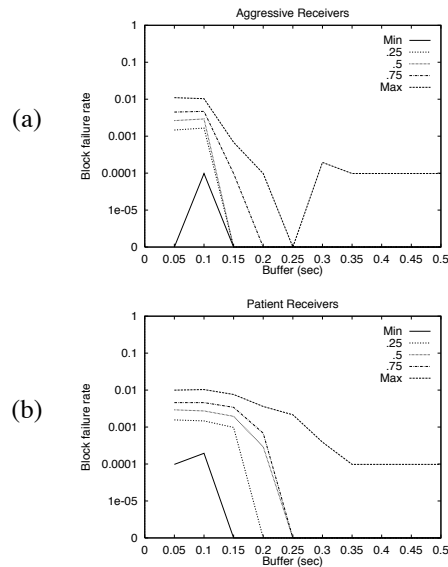 (a)
Aggressive Receivers
Block failure rate
1
0.1
0.01
0.001
0.0001
1e-05
0
0 0.05 0.1 0.15 0.2 0.25 0.3 0.35 0.4 0.45 0.5
Buffer (sec)
Min
.25
.5
.75
Max
(b)
Patient Receivers
Block failure rate
1
0.1
0.01
0.001
0.0001
1e-05
0
0 0.05 0.1 0.15 0.2 0.25 0.3 0.35 0.4 0.45 0.5
Buffer (sec)
Min
.25
.5
.75
Max